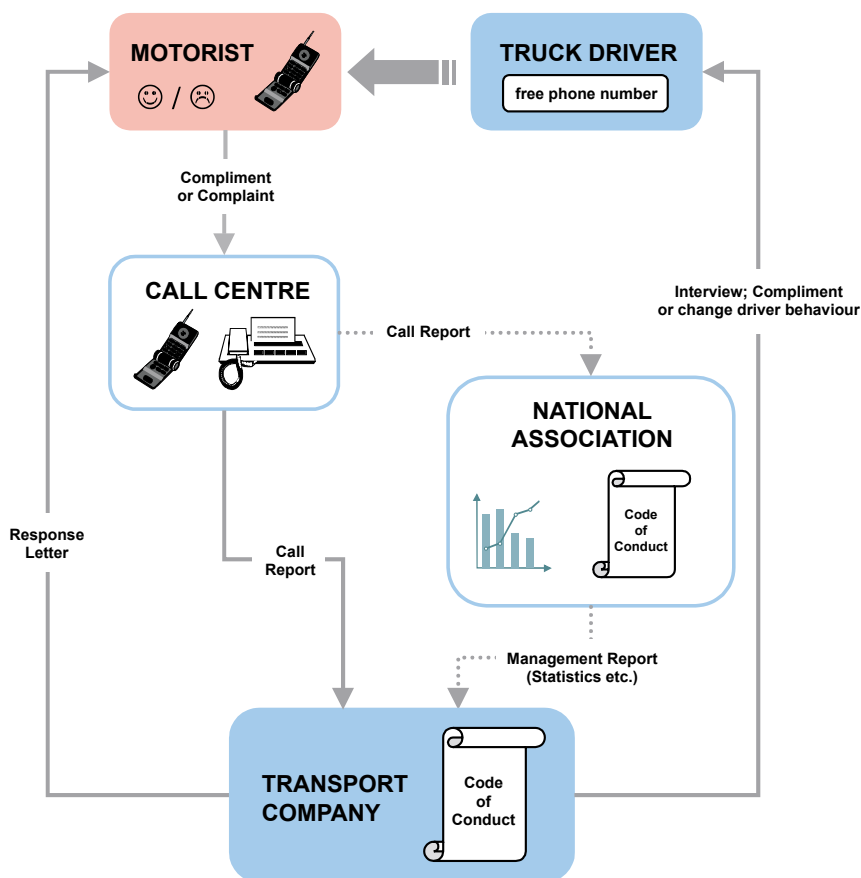 MOTORIST
/
TRUCK DRIVER
free phone number
Compliment
or Complaint
CALL CENTRE
Call Report
Interview; Compliment
or change driver behaviour
NATIONAL
ASSOCIATION
Code
of
Conduct
Response
Letter
Call
Report
Management Report
(Statistics etc.)
TRANSPORT
COMPANY
Code
of
Conduct